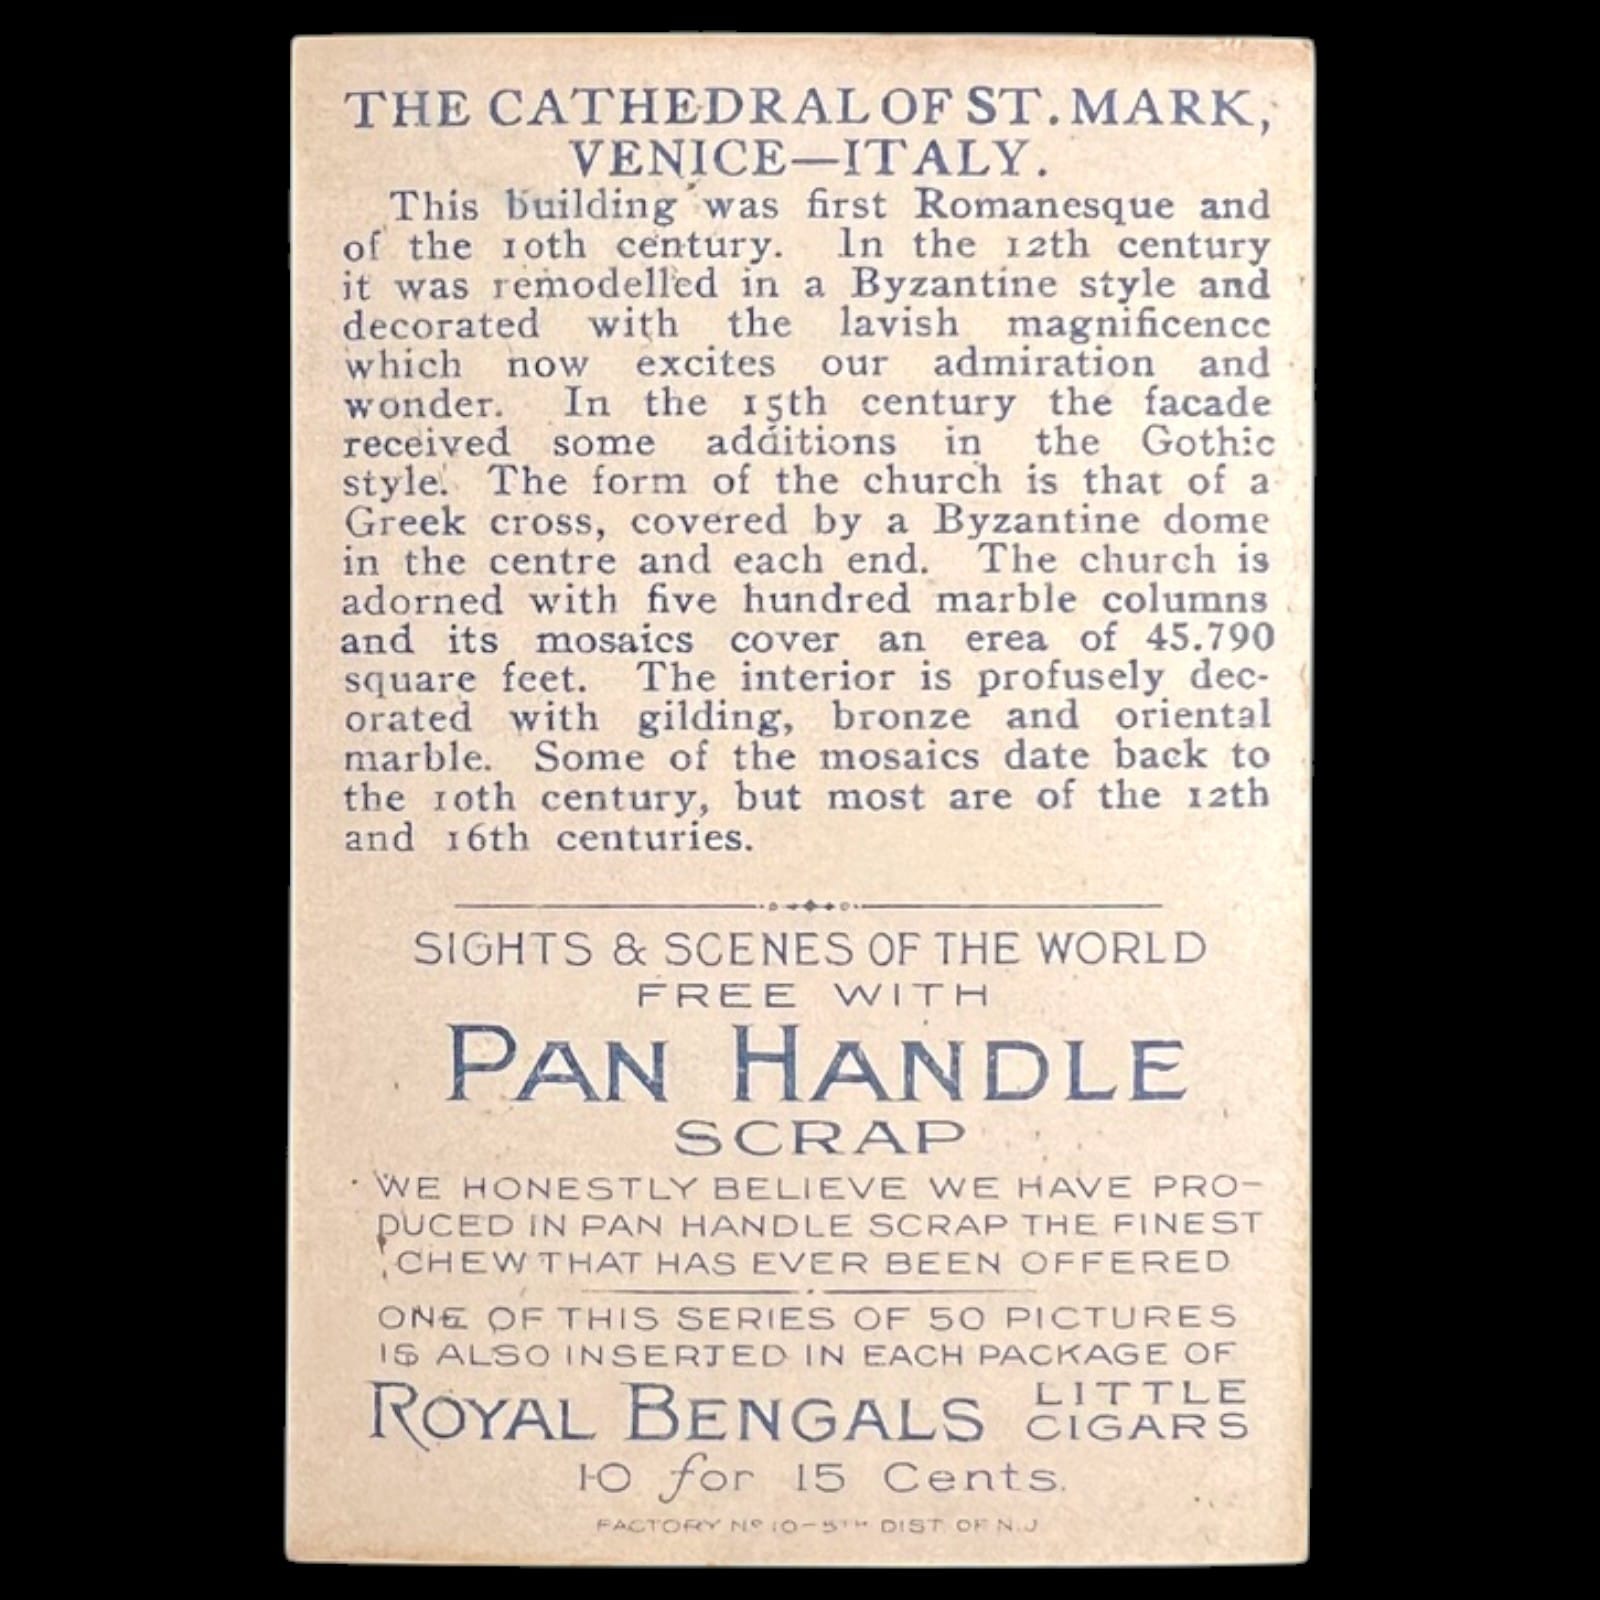 THE CATHEDRAL OF ST. MARK,
VENICE—ITALY.
This building was first Romanesque and
of the 10th century. In the 12th century
it was remodelled in a Byzantine style and
decorated with the lavish magnificence
which now excites our admiration and
wonder. In the 15th century the facade
received some additions in the Gothic
style. The form of the church is that of a
Greek cross, covered by a Byzantine dome
in the centre and each end. The church is
adorned with five hundred marble columns
and its mosaics cover an erea of 45.790
square feet. The interior is profusely dec-
orated with gilding, bronze and oriental
marble. Some of the mosaics date back to
the 10th century, but most are of the 12th
and 16th centuries.
SIGHTS & SCENES OF THE WORLD
FREE WITH
PAN HANDLE
SCRAP
WE HONESTLY BELIEVE WE HAVE PRO-
DUCED IN PAN HANDLE SCRAP THE FINEST
CHEW THAT HAS EVER BEEN OFFERED
ONE OF THIS SERIES OF 50 PICTURES
IS ALSO INSERTED IN EACH PACKAGE OF
ROYAL BENGALS LITTLE CIGARS
10 for 15 Cents.
FACTORY Nº 10–5TH DIST. OF N.J